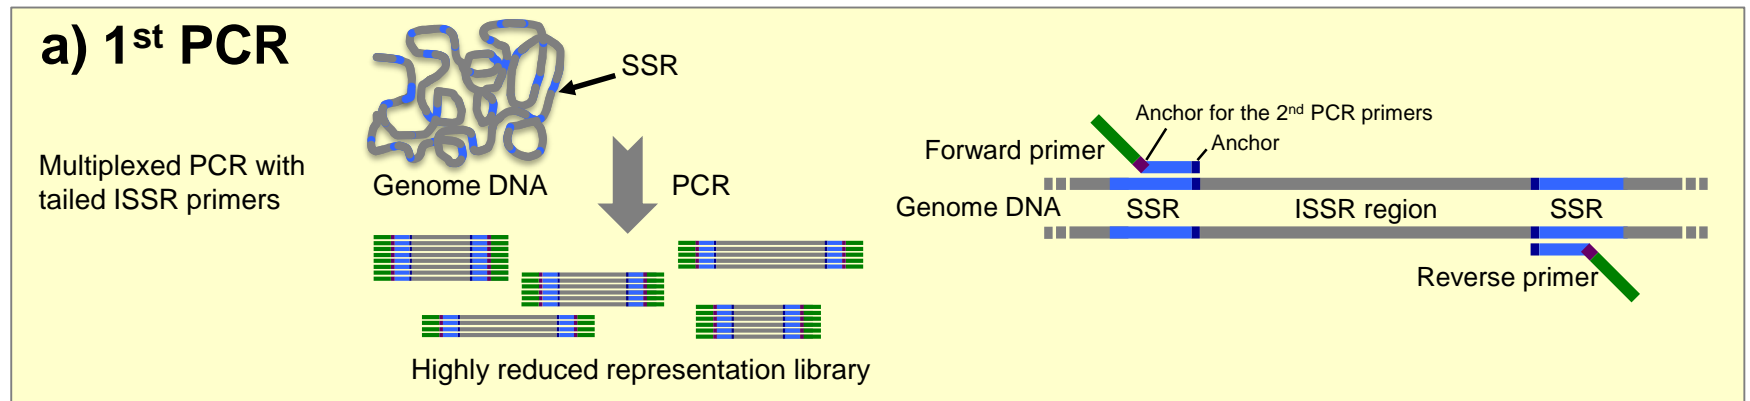 a) 1st PCR
SSR
Multiplexed PCR with
tailed ISSR primers
Genome DNA
PCR
Highly reduced representation library
Anchor for the 2nd PCR primers
Anchor
Forward primer
Genome DNA
SSR
ISSR region
SSR
Reverse primer